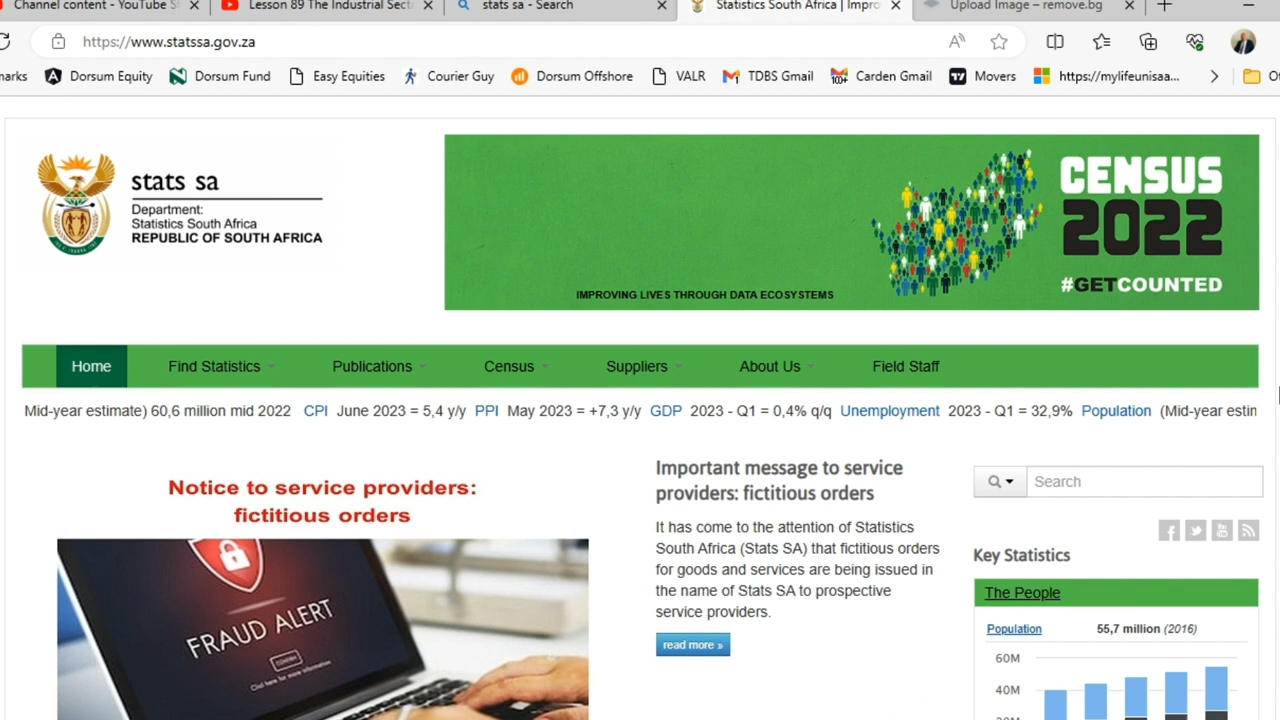 Channel content - YouTube S
Lesson 89 The Industrial Sect
stats sa - Search
Statistics South Africa | Impro
Upload Image – remove.bg
https://www.statssa.gov.za
marks
Dorsum Equity
Dorsum Fund
Easy Equities
Courier Guy
Dorsum Offshore
VALR
TDBS Gmail
Carden Gmail
Movers
https://mylifeunisaa...
stats sa
Department:
Statistics South Africa
REPUBLIC OF SOUTH AFRICA
IMPROVING LIVES THROUGH DATA ECOSYSTEMS
CENSUS
2022
#GETCOUNTED
Home
Find Statistics
Publications
Census
Suppliers
About Us
Field Staff
Mid-year estimate) 60,6 million mid 2022 CPI June 2023 = 5,4 y/y PPI May 2023 = +7,3 y/y GDP 2023 - Q1 = 0,4% q/q Unemployment 2023 - Q1 = 32,9% Population (Mid-year estin
Notice to service providers:
fictitious orders
FRAUD ALERT
Click here for more information
Important message to service
providers: fictitious orders
It has come to the attention of Statistics
South Africa (Stats SA) that fictitious orders
for goods and services are being issued in
the name of Stats SA to prospective
service providers.
read more »
Search
Key Statistics
The People
Population 55,7 million (2016)
60M
40M